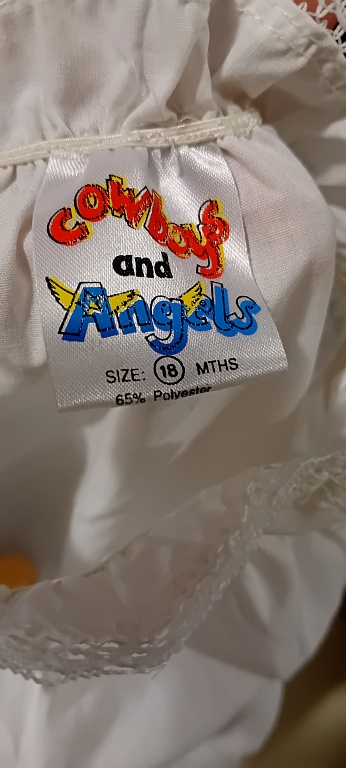 Cowboys
and
Angels
SIZE: 18 MTHS
65% Polyester